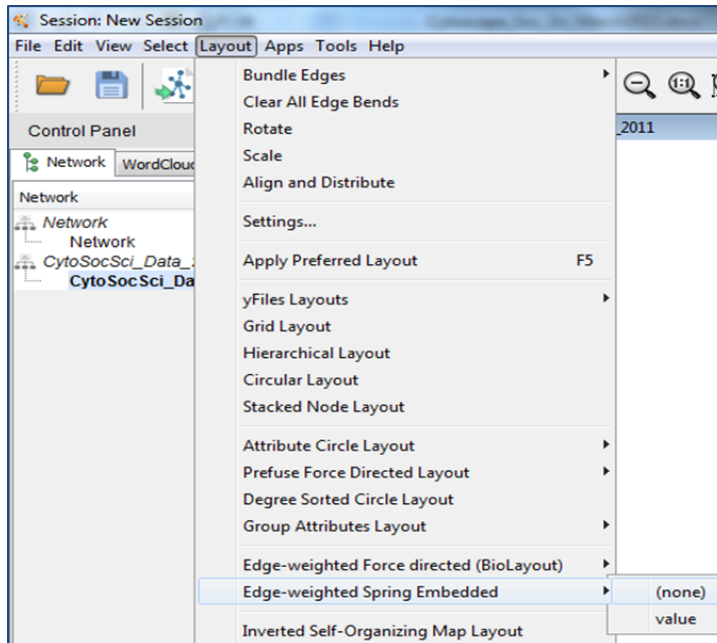 Session: New Session
File Edit View Select Layout Apps Tools Help
Control Panel
Network WordCloud
Network
Network
Network
CytoSocSci_Data_
CytoSocSci_Da
Bundle Edges
Clear All Edge Bends
Rotate
Scale
Align and Distribute
Settings...
Apply Preferred Layout F5
yFiles Layouts
Grid Layout
Hierarchical Layout
Circular Layout
Stacked Node Layout
Attribute Circle Layout
Prefuse Force Directed Layout
Degree Sorted Circle Layout
Group Attributes Layout
Edge-weighted Force directed (BioLayout)
Edge-weighted Spring Embedded
Inverted Self-Organizing Map Layout
(none)
value
1:1
_2011